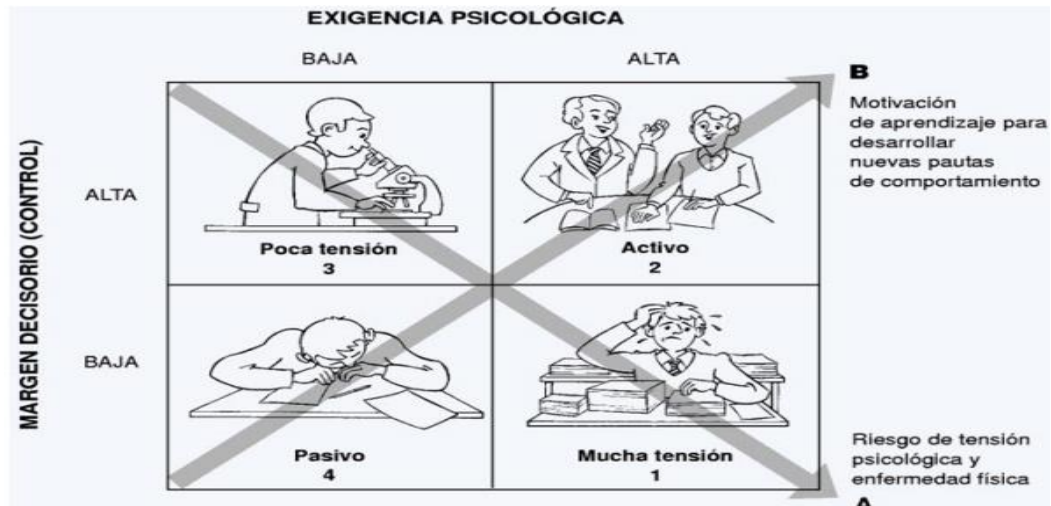 EXIGENCIA PSICOLÓGICA
BAJA
ALTA
MARGEN DECISORIO (CONTROL)
ALTA
BAJA
Poca tensión
3
Activo
2
Pasivo
4
Mucha tensión
1
B
Motivación
de aprendizaje para
desarrollar
nuevas pautas
de comportamiento
Riesgo de tensión
psicológica y
enfermedad física
A